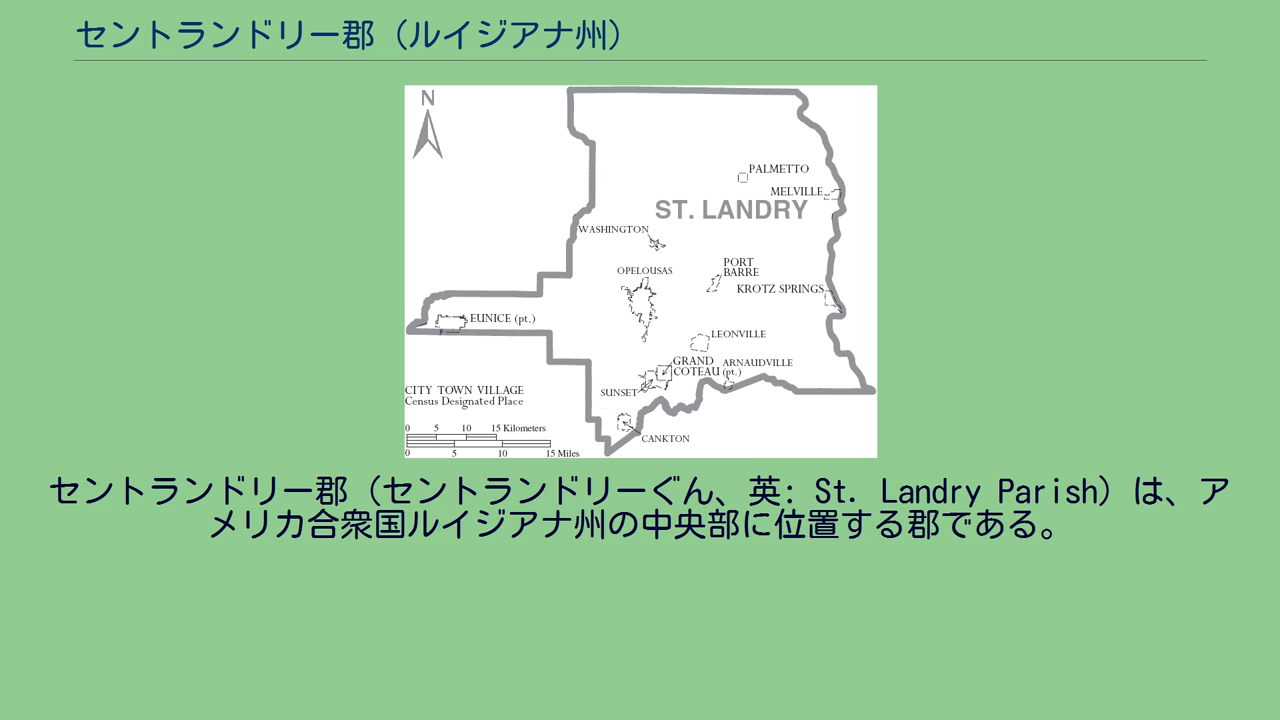 セントランドリー郡（ルイジアナ州）
N
PALMETTO
MELVILLE
ST. LANDRY
WASHINGTON
PORT
BARRE
OPELOUSAS
KROTZ SPRINGS
EUNICE (pt.)
LEONVILLE
GRAND
COTEAU
ARNAUDVILLE
(pt.)
SUNSET
CITY TOWN VILLAGE
Census Designated Place
0 5 10 15 Kilometers
0 5 10 15 Miles
CANKTON
セントランドリー郡（セントランドリーぐん、英: St. Landry Parish）は、ア
メリカ合衆国ルイジアナ州の中央部に位置する郡である。